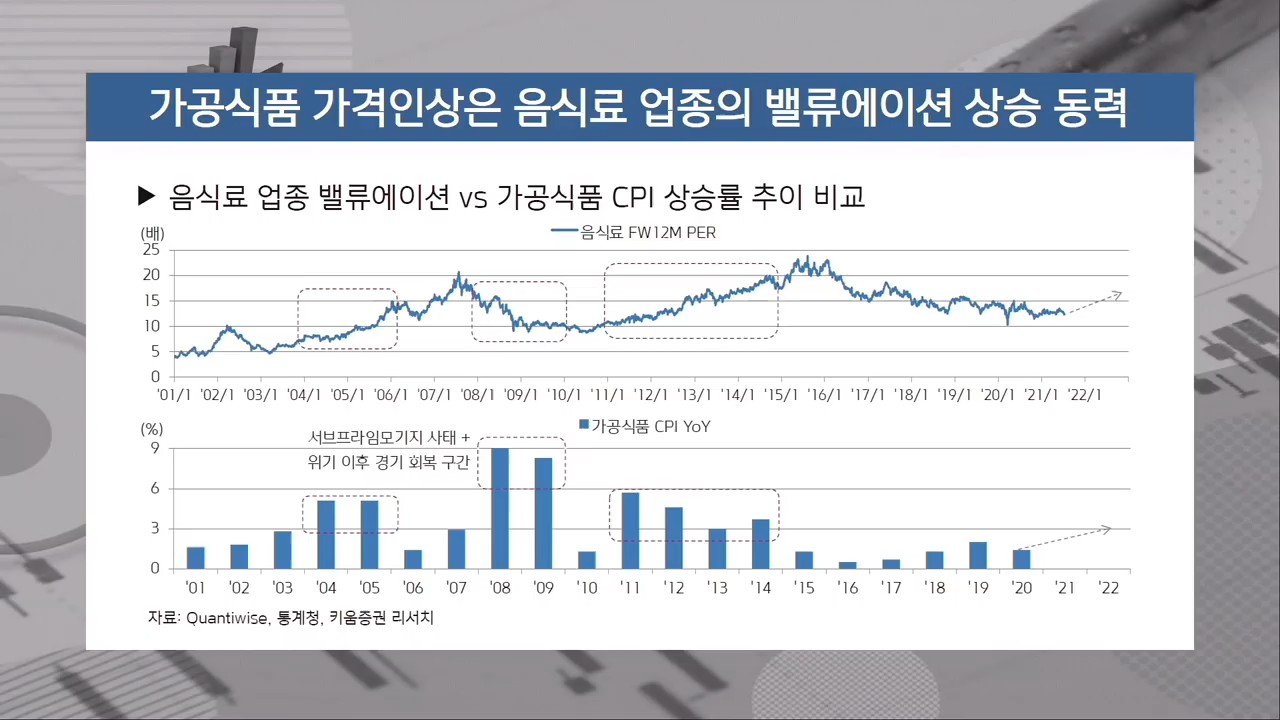 가공식품 가격인상은 음식료 업종의 밸류에이션 상승 동력
▶ 음식료 업종 밸류에이션 vs 가공식품 CPI 상승률 추이 비교
(배)
음식료 FW12M PER
25
20
15
10
5
0
'01/1 '02/1 '03/1 '04/1 '05/1 '06/1 '07/1 '08/1 '09/1 '10/1 '11/1 '12/1 '13/1 '14/1 '15/1 '16/1 '17/1 '18/1 '19/1 '20/1 '21/1 '22/1
(%)
가공식품 CPI YoY
서브프라임모기지 사태 +
위기 이후 경기 회복 구간
9
6
3
0
'01 '02 '03 '04 '05 '06 '07 '08 '09 '10 '11 '12 '13 '14 '15 '16 '17 '18 '19 '20 '21 '22
자료: Quantiwise, 통계청, 키움증권 리서치